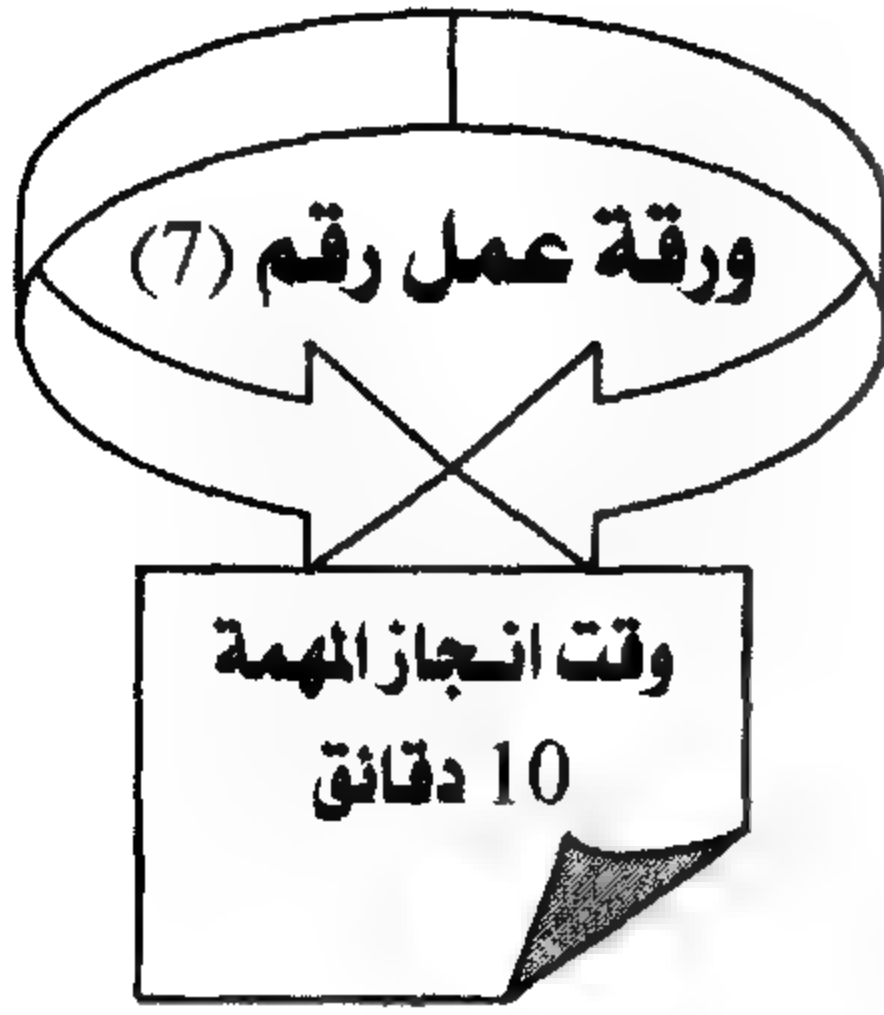 ورقة عمل رقم (7)
وقت انجاز المهمة
10 دقائق